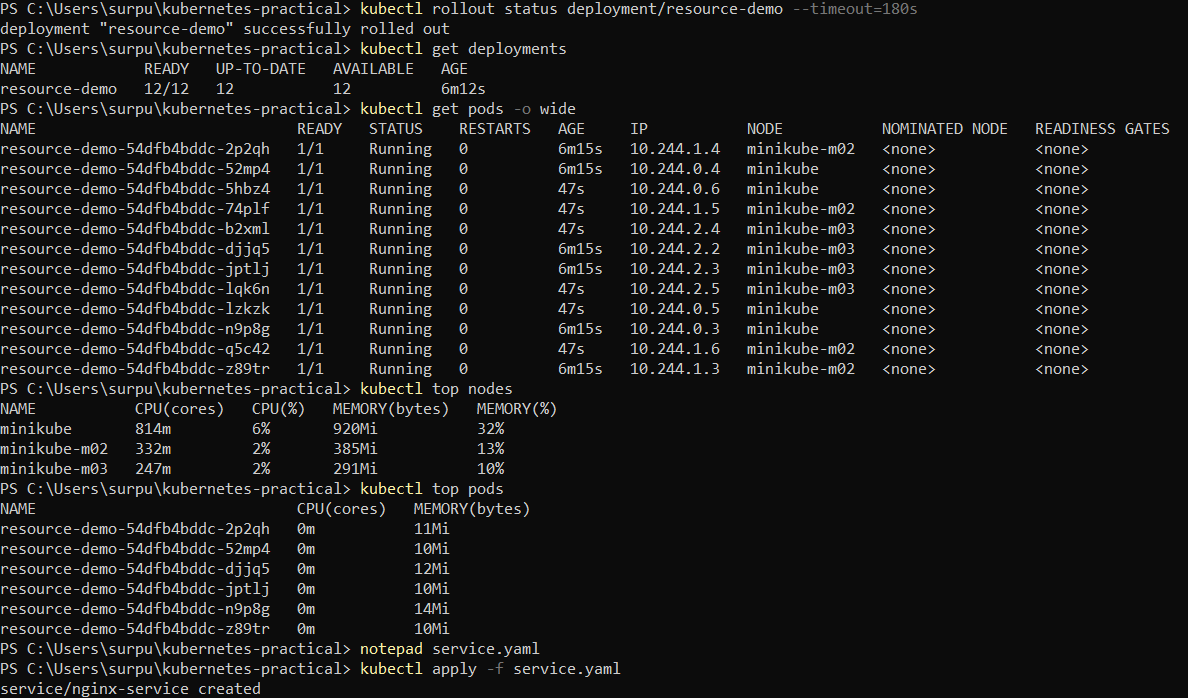 PS C:\Users\surpu\kubernetes-practical> kubectl rollout status deployment/resource-demo --timeout=180s
deployment "resource-demo" successfully rolled out
PS C:\Users\surpu\kubernetes-practical> kubectl get deployments
NAME            READY   UP-TO-DATE   AVAILABLE   AGE
resource-demo   12/12   12           12          6m12s
PS C:\Users\surpu\kubernetes-practical> kubectl get pods -o wide
NAME                             READY   STATUS    RESTARTS   AGE     IP           NODE           NOMINATED NODE   READINESS GATES
resource-demo-54dfb4bddc-2p2qh   1/1     Running   0          6m15s   10.244.1.4   minikube-m02   <none>           <none>
resource-demo-54dfb4bddc-52mp4   1/1     Running   0          6m15s   10.244.0.4   minikube       <none>           <none>
resource-demo-54dfb4bddc-5hbz4   1/1     Running   0          47s     10.244.0.6   minikube       <none>           <none>
resource-demo-54dfb4bddc-74plf   1/1     Running   0          47s     10.244.1.5   minikube-m02   <none>           <none>
resource-demo-54dfb4bddc-b2xml   1/1     Running   0          47s     10.244.2.4   minikube-m03   <none>           <none>
resource-demo-54dfb4bddc-djjq5   1/1     Running   0          6m15s   10.244.2.2   minikube-m03   <none>           <none>
resource-demo-54dfb4bddc-jptlj   1/1     Running   0          6m15s   10.244.2.3   minikube-m03   <none>           <none>
resource-demo-54dfb4bddc-lqk6n   1/1     Running   0          47s     10.244.2.5   minikube-m03   <none>           <none>
resource-demo-54dfb4bddc-lzkzk   1/1     Running   0          47s     10.244.0.5   minikube       <none>           <none>
resource-demo-54dfb4bddc-n9p8g   1/1     Running   0          6m15s   10.244.0.3   minikube       <none>           <none>
resource-demo-54dfb4bddc-q5c42   1/1     Running   0          47s     10.244.1.6   minikube-m02   <none>           <none>
resource-demo-54dfb4bddc-z89tr   1/1     Running   0          6m15s   10.244.1.3   minikube-m02   <none>           <none>
PS C:\Users\surpu\kubernetes-practical> kubectl top nodes
NAME           CPU(cores)   CPU(%)   MEMORY(bytes)   MEMORY(%)
minikube       814m         6%       920Mi           32%
minikube-m02   332m         2%       385Mi           13%
minikube-m03   247m         2%       291Mi           10%
PS C:\Users\surpu\kubernetes-practical> kubectl top pods
NAME                             CPU(cores)   MEMORY(bytes)
resource-demo-54dfb4bddc-2p2qh   0m           11Mi
resource-demo-54dfb4bddc-52mp4   0m           10Mi
resource-demo-54dfb4bddc-djjq5   0m           12Mi
resource-demo-54dfb4bddc-jptlj   0m           10Mi
resource-demo-54dfb4bddc-n9p8g   0m           14Mi
resource-demo-54dfb4bddc-z89tr   0m           10Mi
PS C:\Users\surpu\kubernetes-practical> notepad service.yaml
PS C:\Users\surpu\kubernetes-practical> kubectl apply -f service.yaml
service/nginx-service created